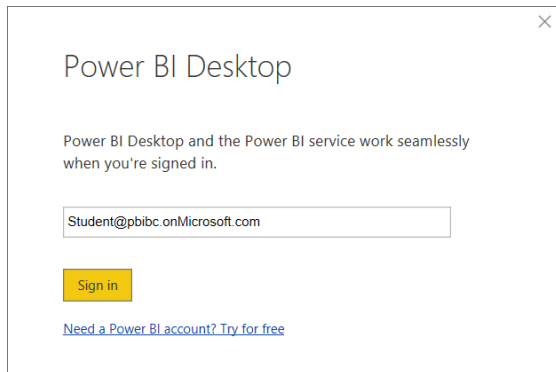 Power BI Desktop
Power BI Desktop and the Power BI service work seamlessly
when you're signed in.
Student@pbibc.onMicrosoft.com
Sign in
Need a Power BI account? Try for free